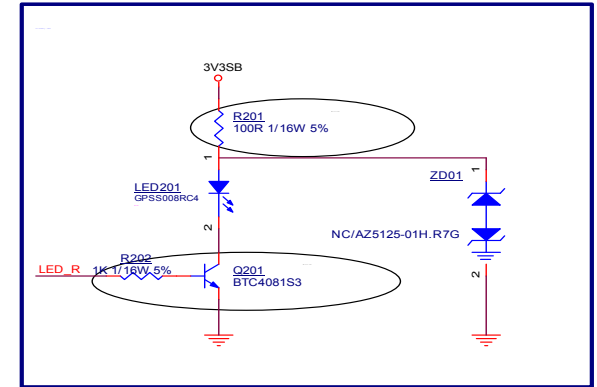 3V3SB
R201
100R 1/16W 5%
1
LED201
GPSS008RC4
2
1
ZD01
NC/AZ5125-01H.R7G
2
R202
LED_R
1K 1/16W 5%
Q201
BTC4081S3